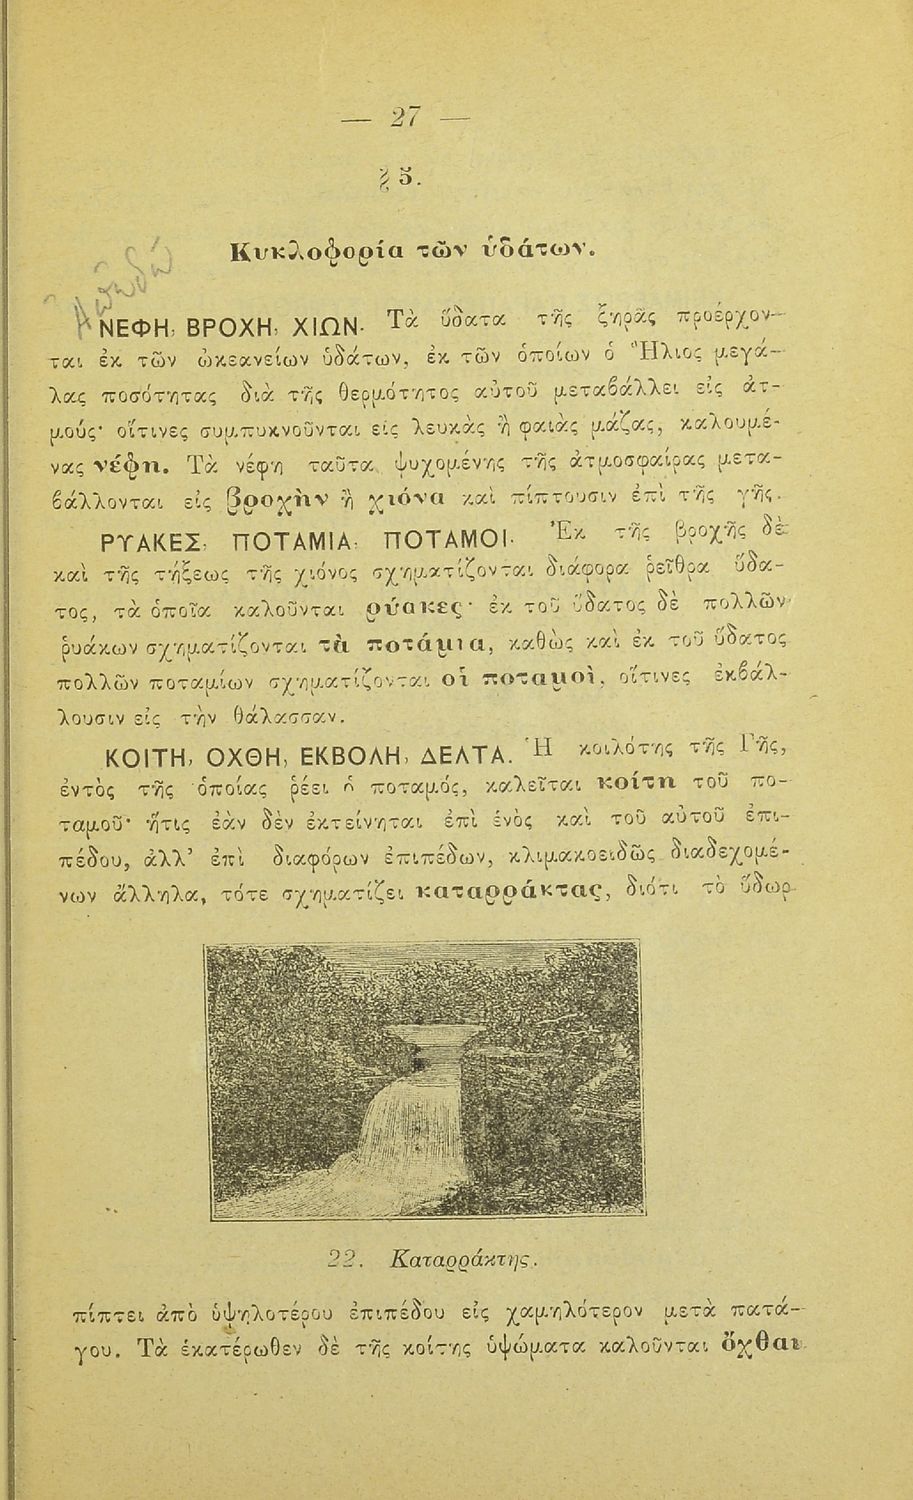 — 27 —
§ 5.
Κυκλοφορία τῶν ὑδάτων.
ΝΕΦΗ, ΒΡΟΧΗ, ΧΙΩΝ. Τὰ ὕδατα τῆς ξηρᾶς προέρχον-
ται ἐκ τῶν ὠκεανείων ὑδάτων, ἐκ τῶν ὁποίων ὁ Ἥλιος μεγά-
λας ποσότητας διὰ τῆς θερμότητος αὐτοῦ μεταβάλλει εἰς ἀτ-
μούς· οἵτινες συμπυκνοῦνται εἰς λευκὰς ἢ φαιὰς μάζας, καλουμέ-
νας νέφη. Τὰ νέφη ταῦτα ψυχομένης τῆς ἀτμοσφαίρας μετα-
βάλλονται εἰς βροχὴν ἢ χιόνα καὶ πίπτουσιν ἐπὶ τῆς γῆς.
ΡΥΑΚΕΣ, ΠΟΤΑΜΙΑ, ΠΟΤΑΜΟΙ. Ἐκ τῆς βροχῆς δὲ
καὶ τῆς τήξεως τῆς χιόνος σχηματίζονται διάφορα ῥεῖθρα ὕδα-
τος, τὰ ὁποῖα καλοῦνται ρύακες· ἐκ τοῦ ὕδατος δὲ πολλῶν
ῥυάκων σχηματίζονται τὰ ποτάμια, καθὼς καὶ ἐκ τοῦ ὕδατος
πολλῶν ποταμίων σχηματίζονται οἱ ποταμοὶ, οἵτινες ἐκβάλ-
λουσιν εἰς τὴν θάλασσαν.
ΚΟΙΤΗ, ΟΧΘΗ, ΕΚΒΟΛΗ, ΔΕΛΤΑ. Ἡ κοιλότης τῆς Γῆς,
ἐντὸς τῆς ὁποίας ῥέει ὁ ποταμός, καλεῖται κοίτη τοῦ πο-
ταμοῦ· ἥτις ἐὰν δὲν ἐκτείνηται ἐπὶ ἑνὸς καὶ τοῦ αὐτοῦ ἐπι-
πέδου, ἀλλ’ ἐπὶ διαφόρων ἐπιπέδων, κλιμακοειδῶς διαδεχομέ-
νων ἄλληλα, τότε σχηματίζει καταρράκτας, διότι τὸ ὕδωρ
22. Καταρράκτης.
πίπτει ἀπὸ ὑψηλοτέρου ἐπιπέδου εἰς χαμηλότερον μετὰ πατά-
γου. Τὰ ἑκατέρωθεν δὲ τῆς κοίτης ὑψώματα καλοῦνται ὄχθαι